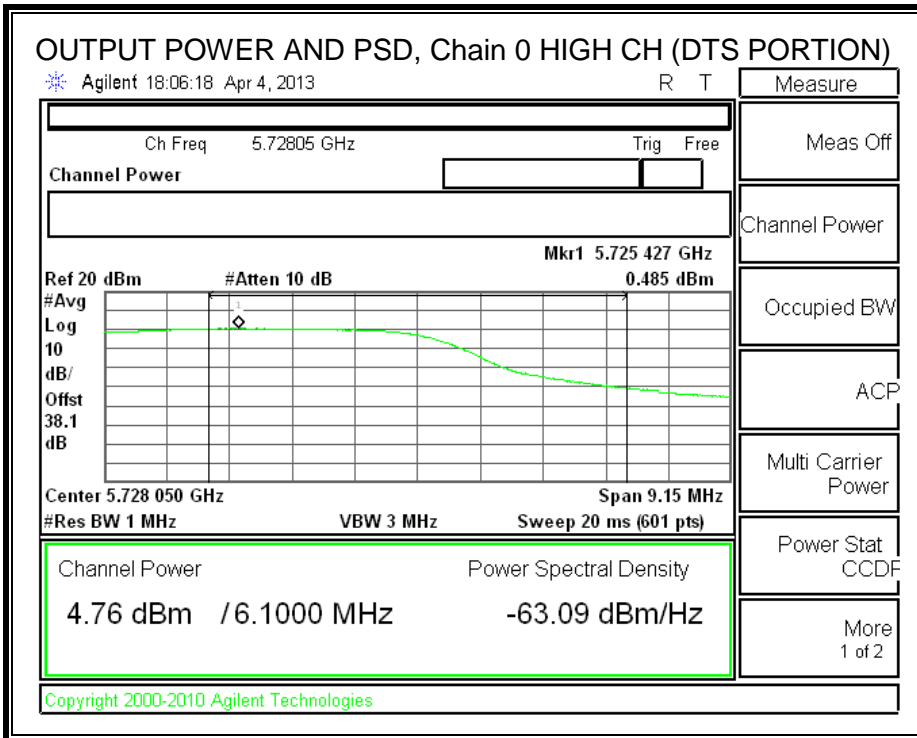 OUTPUT POWER AND PSD, Chain 0 HIGH CH (DTS PORTION)
Agilent 18:06:18 Apr 4, 2013 R T
Measure
Ch Freq 5.72805 GHz Trig Free
Channel Power
Mkr1 5.725 427 GHz
Ref 20 dBm #Atten 10 dB 0.485 dBm
#Avg
Log
10
dB/
Offst
38.1
dB
1
Center 5.728 050 GHz Span 9.15 MHz
#Res BW 1 MHz VBW 3 MHz Sweep 20 ms (601 pts)
Channel Power Power Spectral Density
4.76 dBm / 6.1000 MHz -63.09 dBm/Hz
Copyright 2000-2010 Agilent Technologies
Meas Off
Channel Power
Occupied BW
ACP
Multi Carrier
Power
Power Stat
CCDF
More
1 of 2